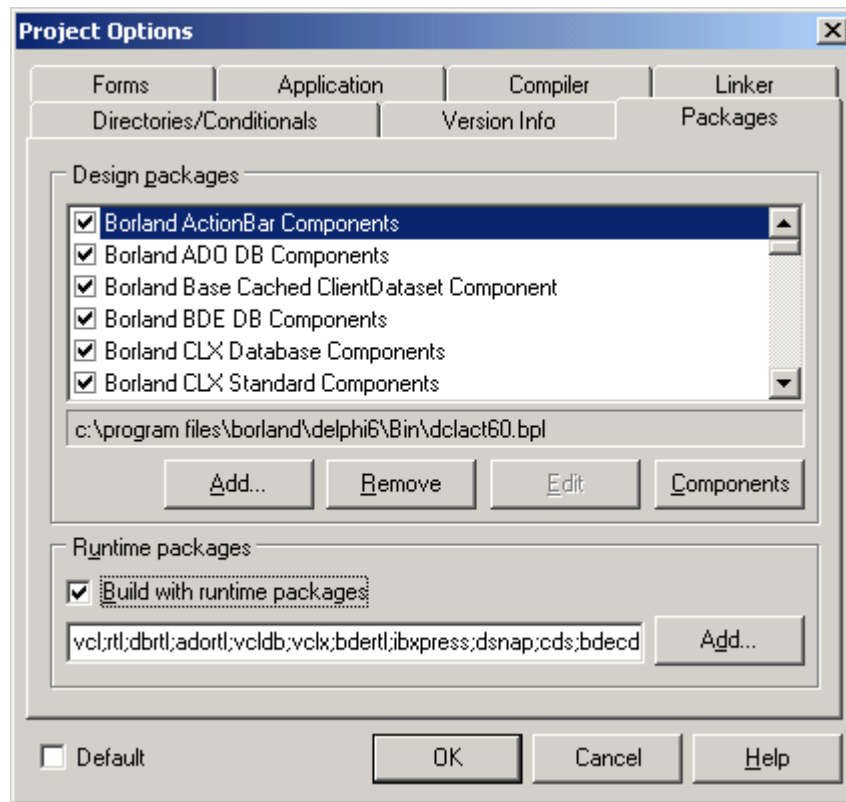 Project Options
Forms Application Compiler Linker
Directories/Conditionals Version Info Packages
Design packages
Borland ActionBar Components
Borland ADO DB Components
Borland Base Cached ClientDataset Component
Borland BDE DB Components
Borland CLX Database Components
Borland CLX Standard Components
c:\program files\borland\delphi6\Bin\dclact60.bpl
Add... Remove Edit Components
Runtime packages
Build with runtime packages
vcl;rtl;dbrtl;adortl;vcldb;vclx;bdertl;ibxpress;dsnap;cds;bdecd Add...
Default OK Cancel Help